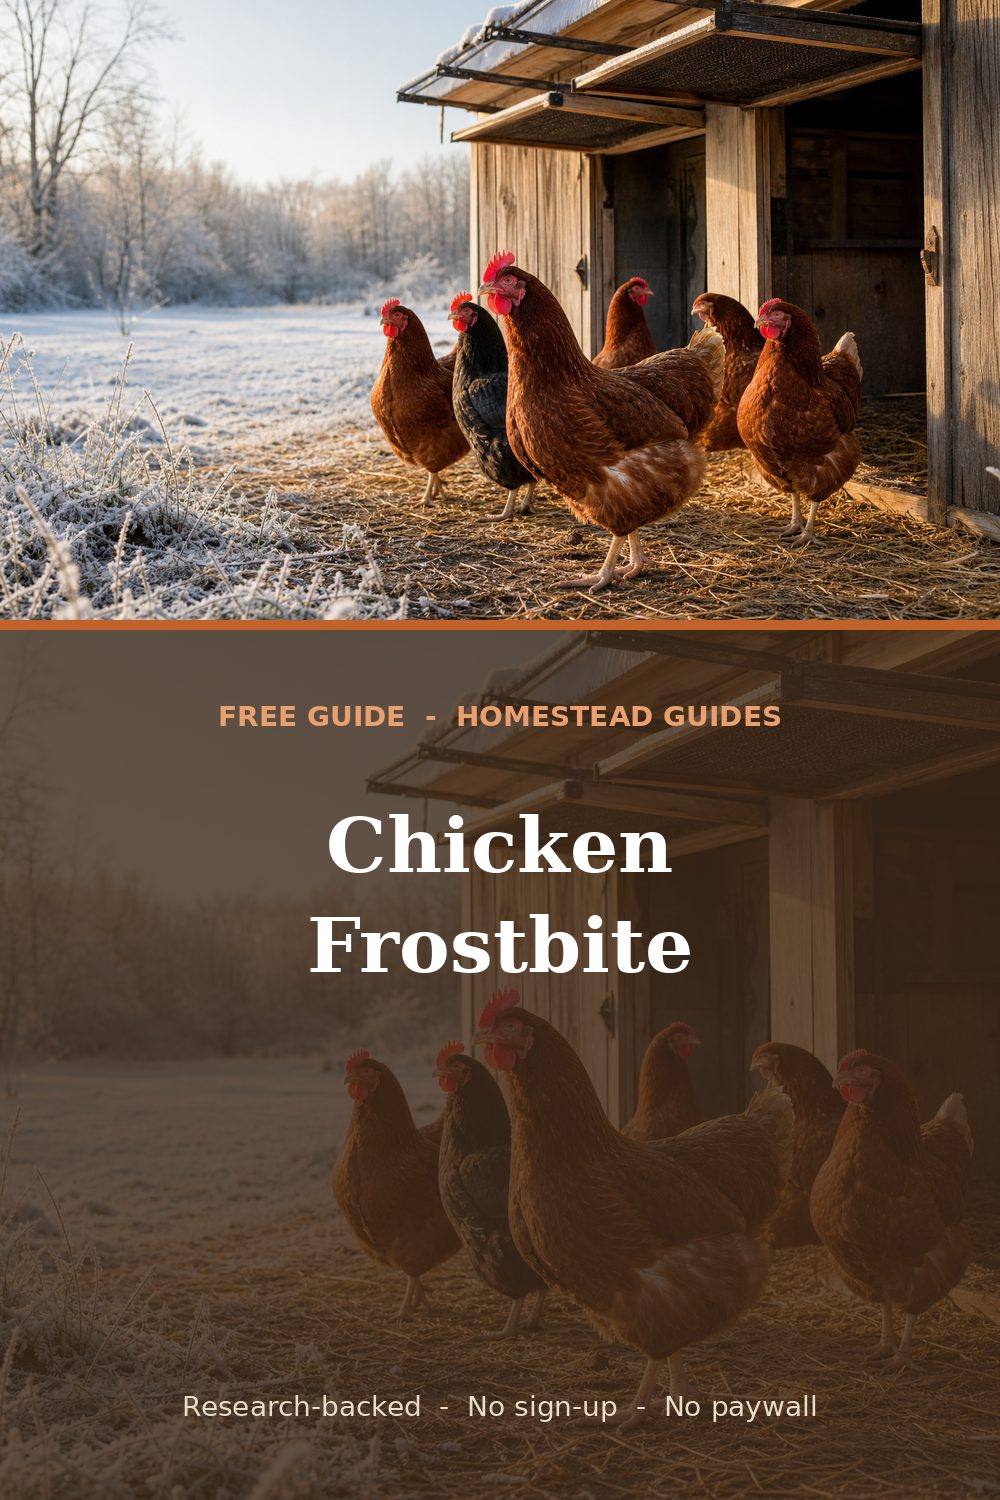 FREE GUIDE - HOMESTEAD GUIDES
Chicken
Frostbite
Research-backed - No sign-up - No paywall